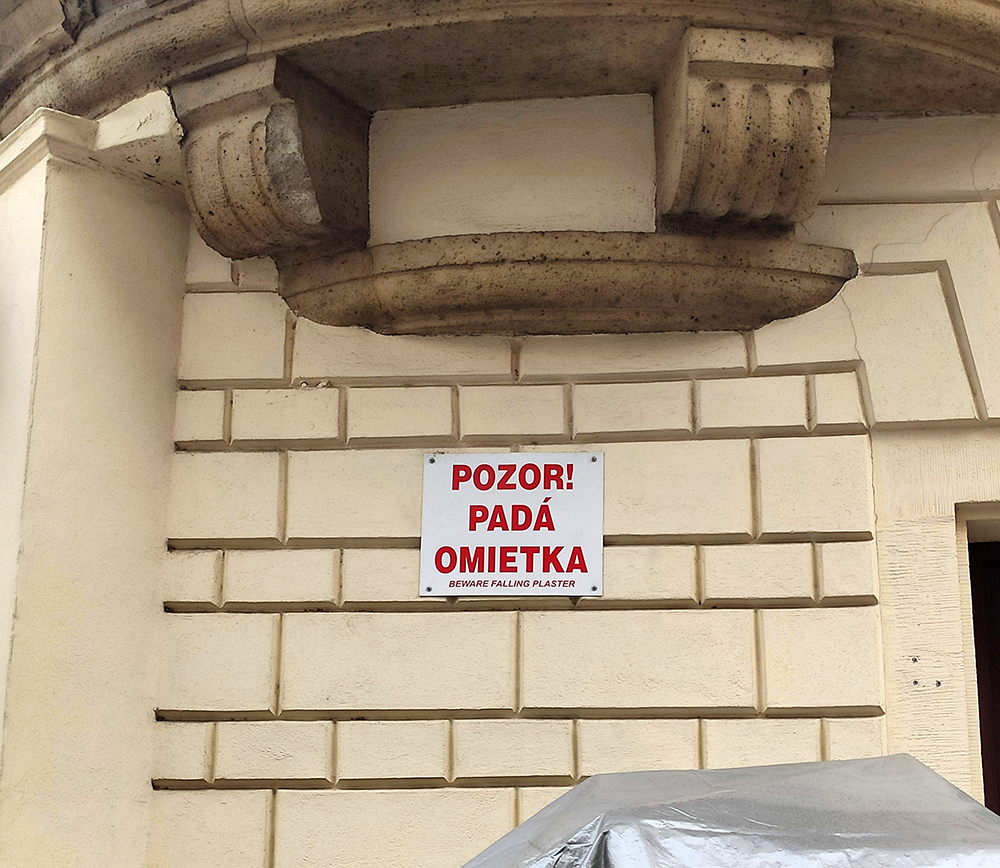 POZOR!
PADÁ
OMIETKA
BEWARE FALLING PLASTER